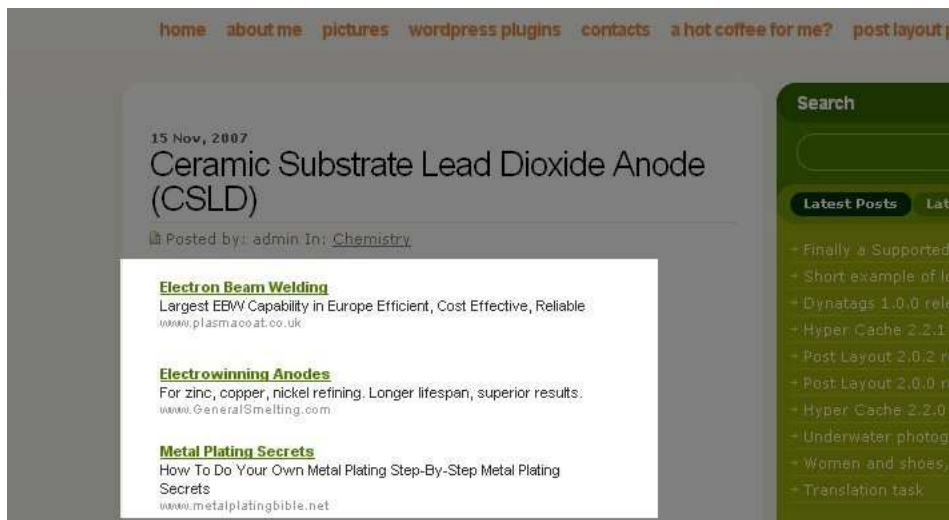 home about me pictures wordpress plugins contacts a hot coffee for me? post layout
Search
15 Nov, 2007
Ceramic Substrate Lead Dioxide Anode
(CSLD)
Posted by: admin In: Chemistry
Electron Beam Welding
Largest EBW Capability in Europe Efficient, Cost Effective, Reliable
www.plasmacoat.co.uk
Electrowinning Anodes
For zinc, copper, nickel refining. Longer lifespan, superior results.
www.GeneralSmelting.com
Metal Plating Secrets
How To Do Your Own Metal Plating Step-By-Step Metal Plating
Secrets
www.metalplatingbible.net
Latest Posts Lat
Finally a Supported
Short example of
Dynatags 1.0.0 rel
Hyper Cache 2.2.1
Post Layout 2.0.2
Post Layout 2.0.0
Hyper Cache 2.2.0
Underwater photog
Women and shoes,
Translation task